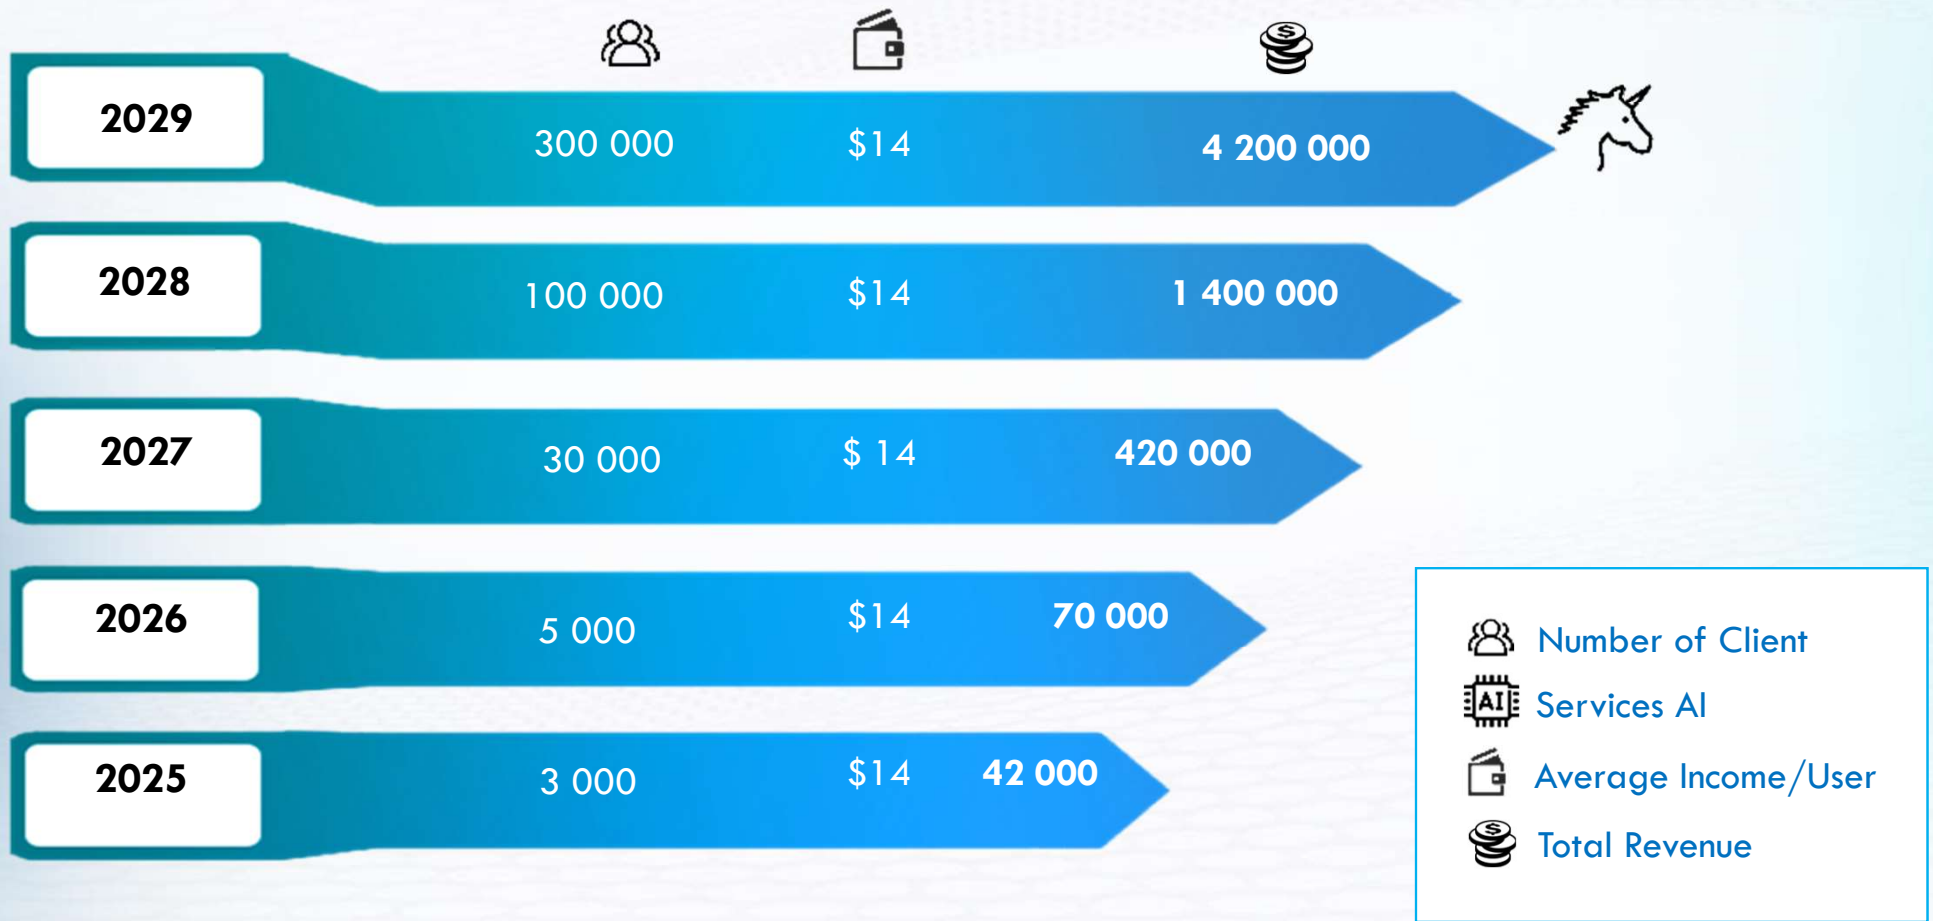 2029 300 000 $14 4 200 000
2028 100 000 $14 1 400 000
2027 30 000 $ 14 420 000
2026 5 000 $14 70 000
2025 3 000 $14 42 000
Number of Client
AI Services AI
Average Income/User
$ Total Revenue